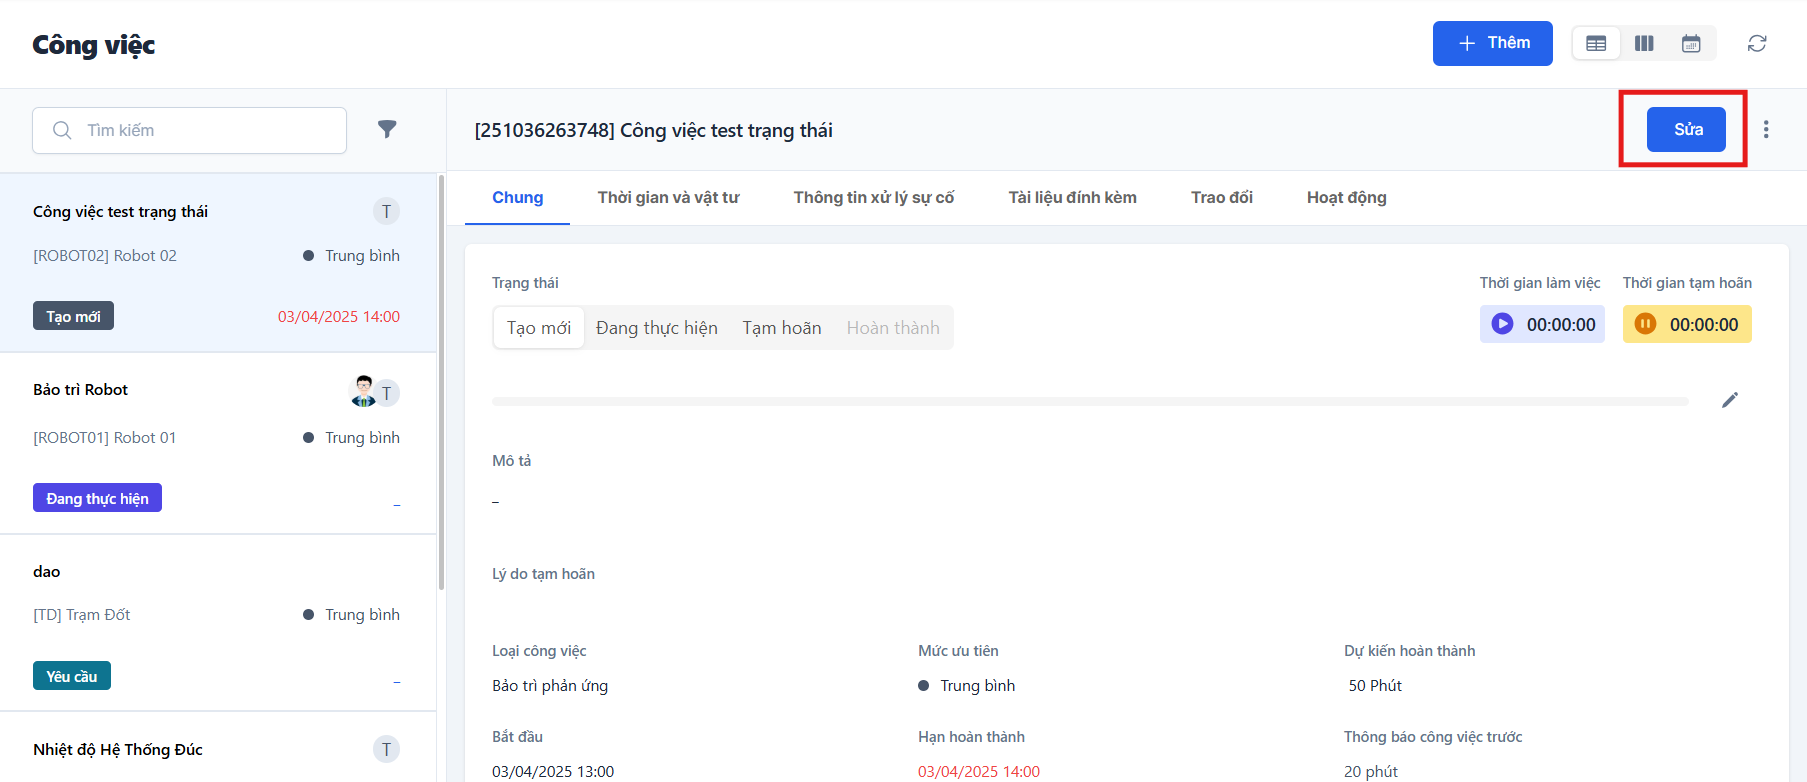 Công việc
Thêm
Tìm kiếm
[251036263748] Công việc test trạng thái
Sửa
Công việc test trạng thái
T
[ROBOT02] Robot 02
Trung bình
Tạo mới
03/04/2025 14:00
Bảo trì Robot
T
[ROBOT01] Robot 01
Trung bình
Đang thực hiện
–
dao
[TD] Trạm Đốt
Trung bình
Yêu cầu
–
Nhiệt độ Hệ Thống Đúc
T
Chung
Thời gian và vật tư
Thông tin xử lý sự cố
Tài liệu đính kèm
Trao đổi
Hoạt động
Trạng thái
Thời gian làm việc
Thời gian tạm hoãn
Tạo mới
Đang thực hiện
Tạm hoãn
Hoàn thành
00:00:00
00:00:00
Mô tả
–
Lý do tạm hoãn
Loại công việc
Mức ưu tiên
Dự kiến hoàn thành
Bảo trì phản ứng
Trung bình
50 Phút
Bắt đầu
Hạn hoàn thành
Thông báo công việc trước
03/04/2025 13:00
03/04/2025 14:00
20 phút